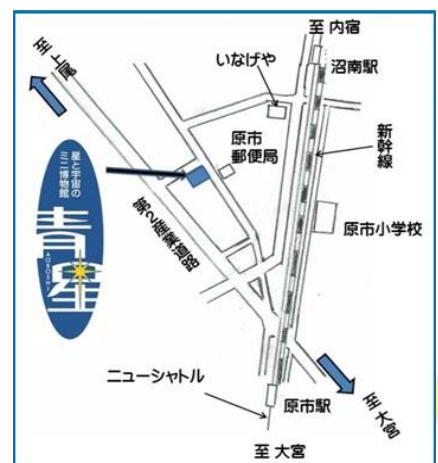 至 内宿
至 上尾
いなげや
沼南駅
新幹線
原市
郵便局
星と宇宙の
ミニ博物館
青星
AOBOSHI
第2産業道路
原市小学校
ニューシャトル
原市駅
至 大宮
至 大宮